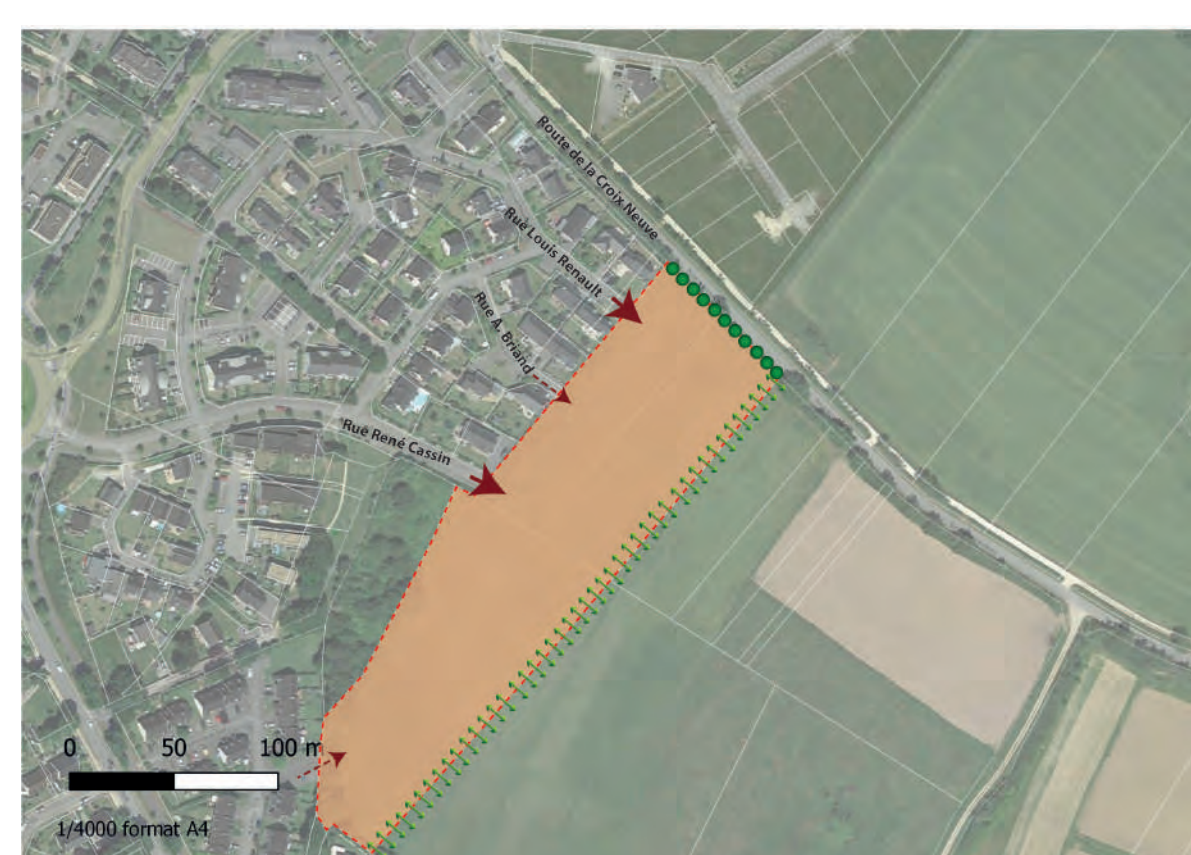 Route de la Croix Neuve
Rue Louis Renault
Rue A. Briand
Rue René Cassin
0 50 100 m
1/4000 format A4